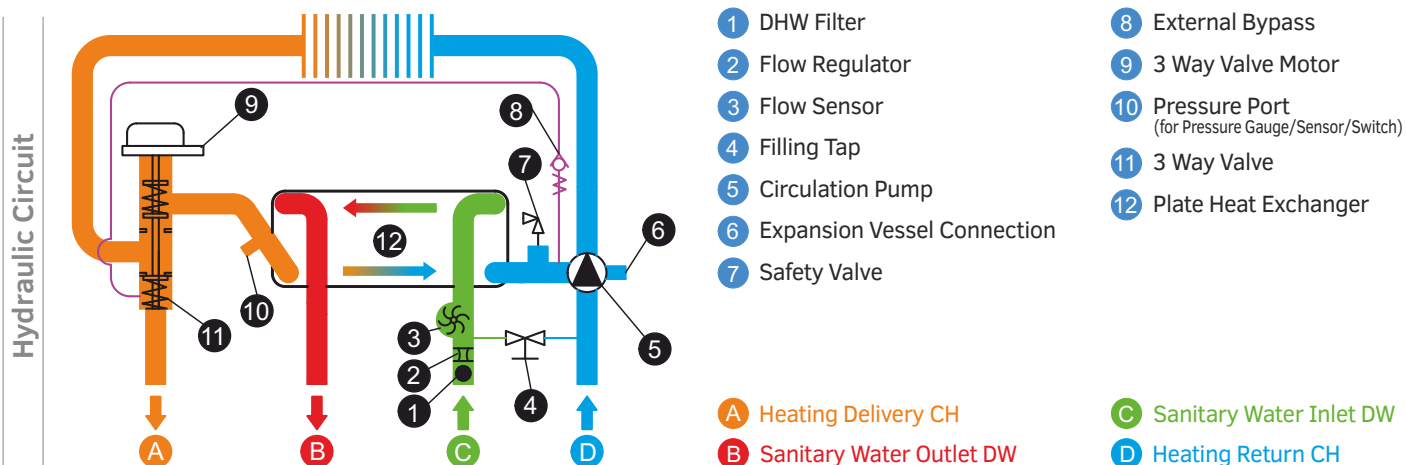 Hydraulic Circuit
9
8
7
6
12
10
11
3
2
1
4
5
A
B
C
D
1 DHW Filter
2 Flow Regulator
3 Flow Sensor
4 Filling Tap
5 Circulation Pump
6 Expansion Vessel Connection
7 Safety Valve
8 External Bypass
9 3 Way Valve Motor
10 Pressure Port
(for Pressure Gauge/Sensor/Switch)
11 3 Way Valve
12 Plate Heat Exchanger
A Heating Delivery CH
B Sanitary Water Outlet DW
C Sanitary Water Inlet DW
D Heating Return CH